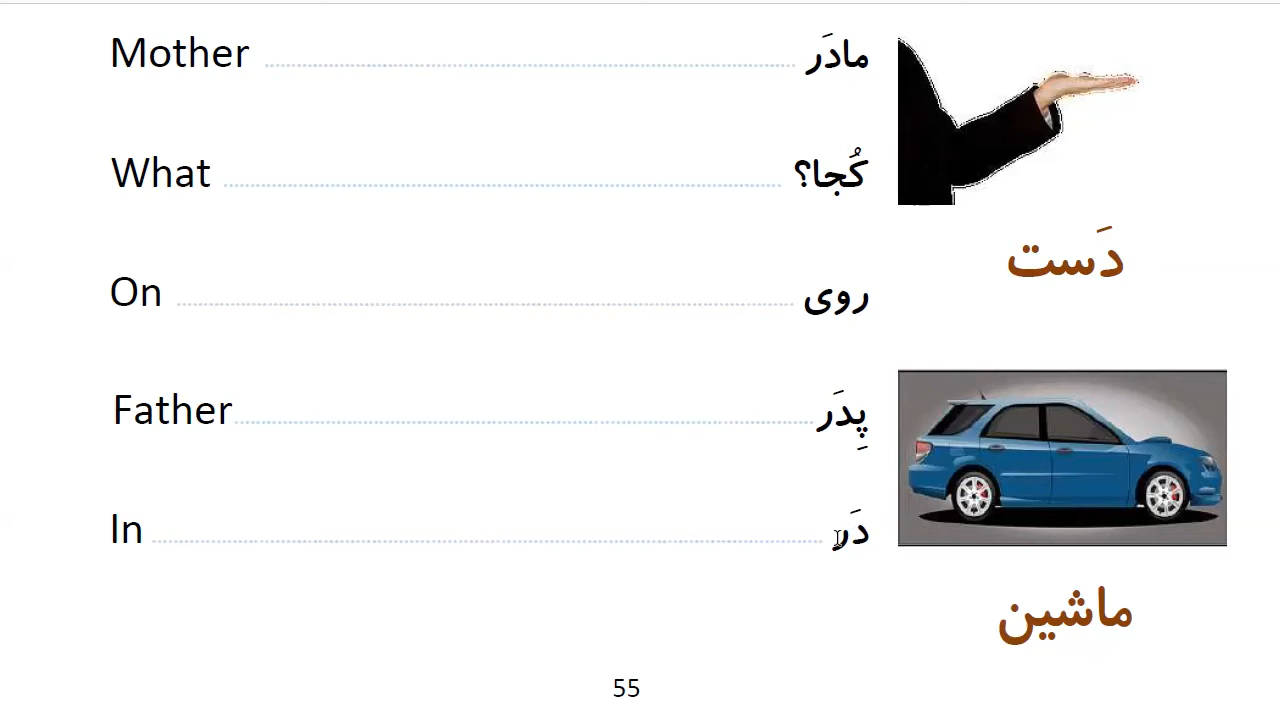 Mother ........ مادَر
What ........ کُجا؟
On ........ روی
Father ........ پِدَر
In ........ دَر
دَست
ماشین
55